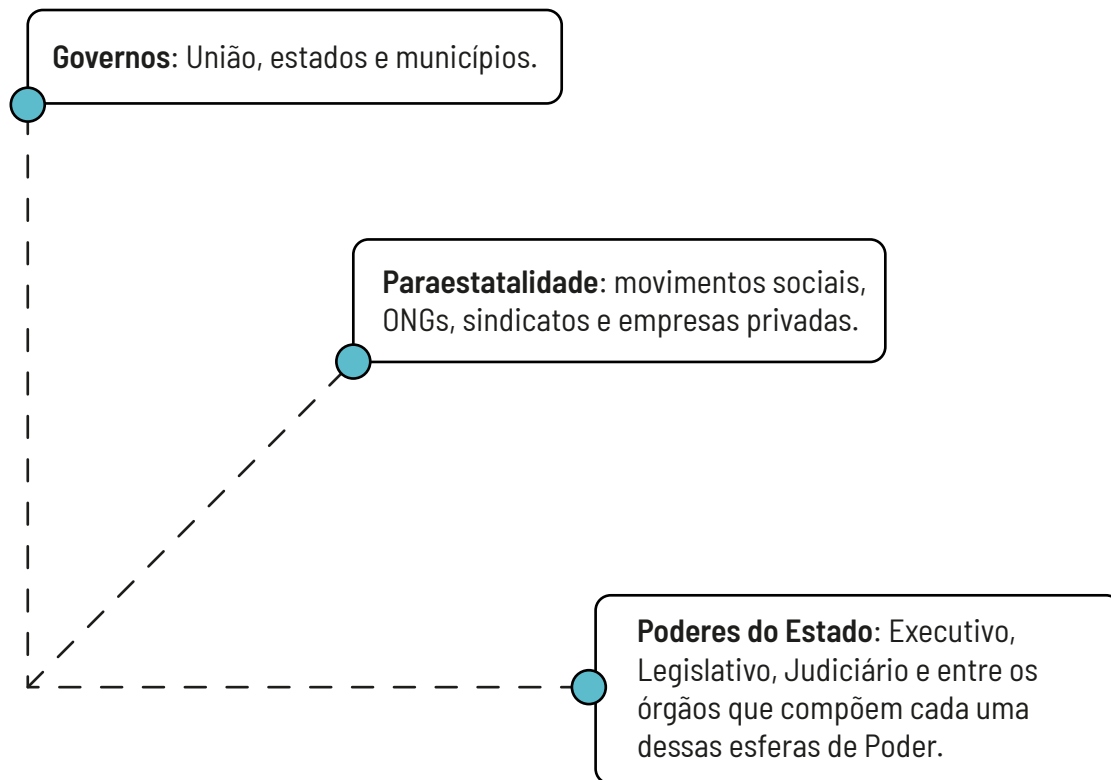 Governos: União, estados e municípios.
Paraestatalidade: movimentos sociais,
ONGs, sindicatos e empresas privadas.
Poderes do Estado: Executivo,
Legislativo, Judiciário e entre os
órgãos que compõem cada uma
dessas esferas de Poder.